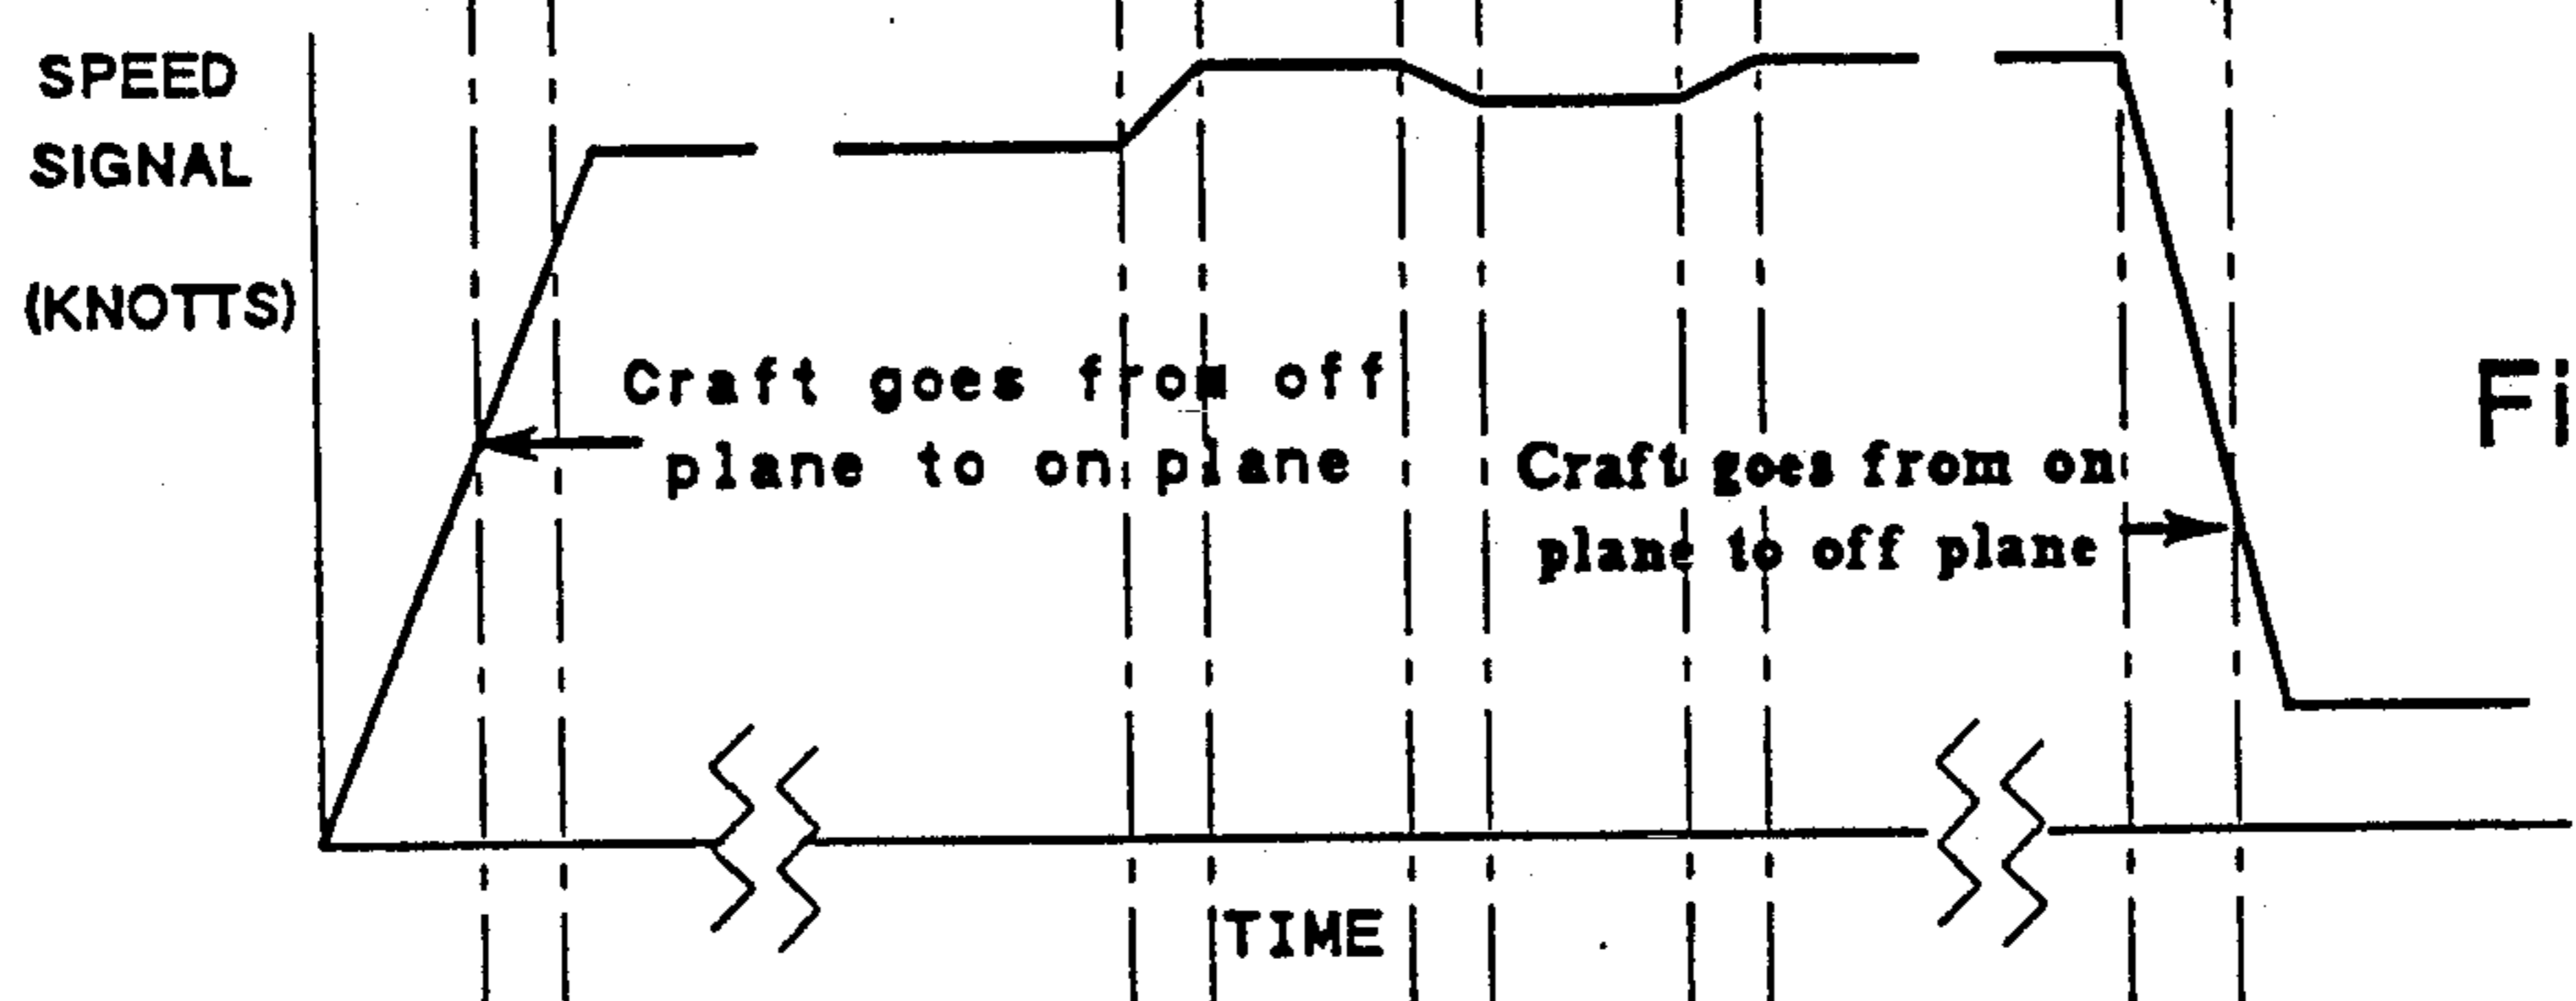 SPEED
SIGNAL
(KNOTTS)
Craft goes from off
plane to on plane
Craft goes from on
plane to off plane
Fi
TIME